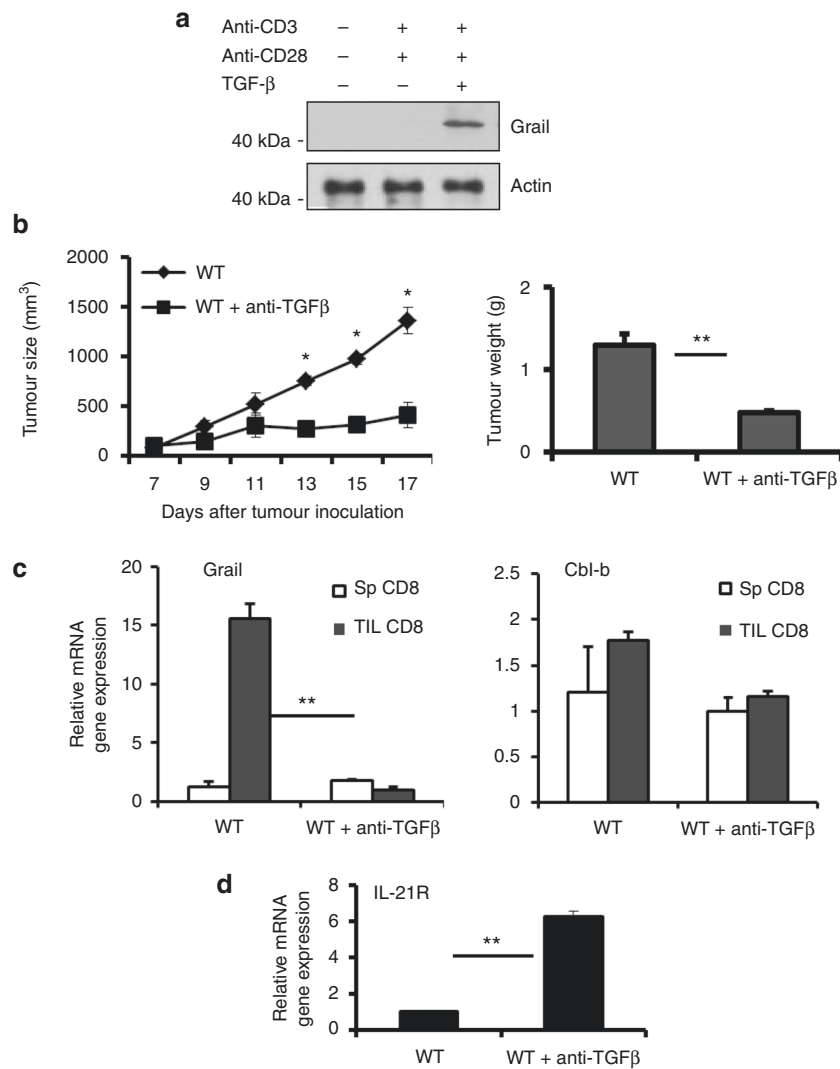 a
Anti-CD3 – + +
Anti-CD28 – + +
TGF-β – – +
40 kDa - Grail
40 kDa - Actin
b
Tumour size (mm³)
2000
1500
1000
500
0
WT
WT + anti-TGFβ
*
*
*
7 9 11 13 15 17
Days after tumour inoculation
Tumour weight (g)
2
1
0
**
WT WT + anti-TGFβ
c
Relative mRNA
gene expression
20
15
10
5
0
Grail
Sp CD8
TIL CD8
**
WT WT + anti-TGFβ
2.5
2
1.5
1
0.5
0
Cbl-b
Sp CD8
TIL CD8
WT WT + anti-TGFβ
d
Relative mRNA
gene expression
8
6
4
2
0
IL-21R
**
WT WT + anti-TGFβ